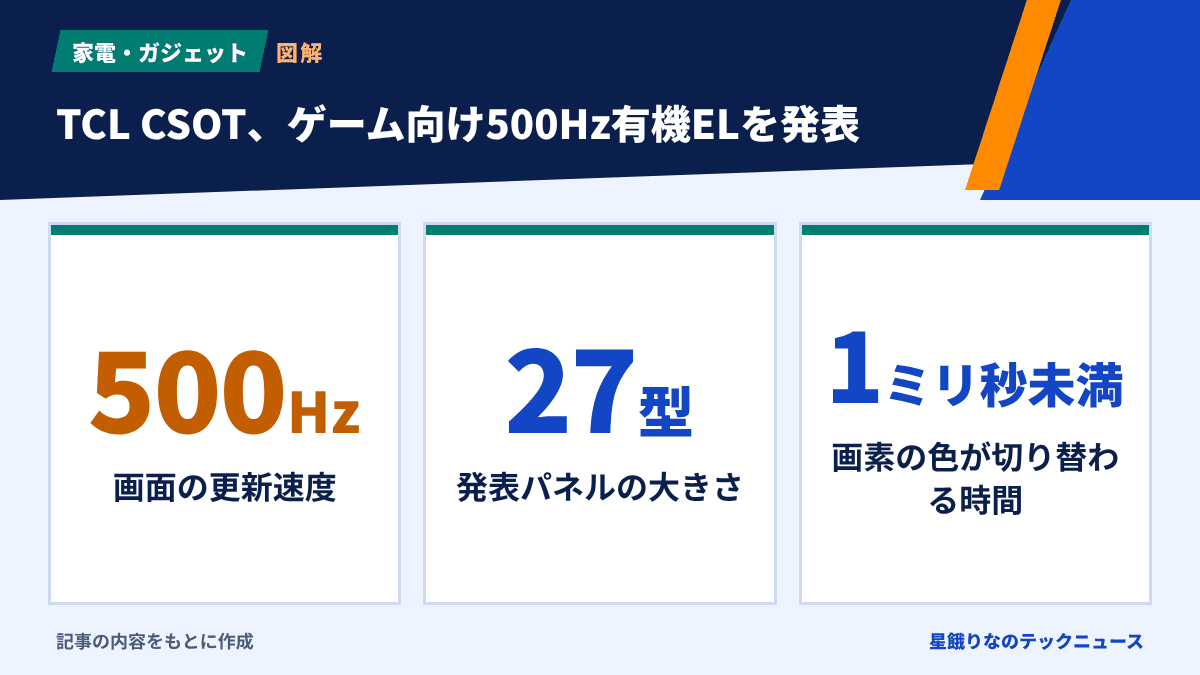 家電・ガジェット 図解
TCL CSOT、ゲーム向け500Hz有機ELを発表
500Hz
画面の更新速度
27型
発表パネルの大きさ
1ミリ秒未満
画素の色が切り替わ
る時間
記事の内容をもとに作成
星餓りなのテックニュース